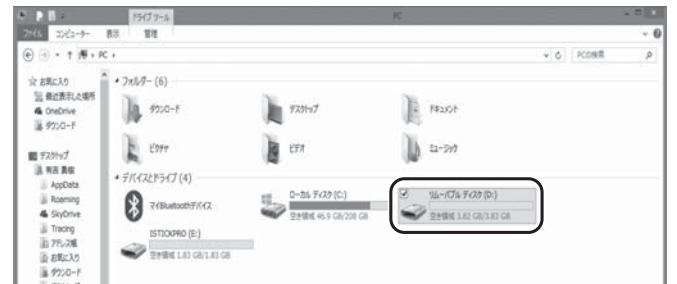 ドライブ ツール
PC
ファイル コンピューター 表示 管理
PC
PCの検索
お気に入り
最近表示した場所
OneDrive
ダウンロード
デスクトップ
有吉 真樹
AppData
Roaming
SkyDrive
Tracing
アドレス帳
お気に入り
ダウンロード
フォルダー (6)
ダウンロード
デスクトップ
ドキュメント
ピクチャ
ビデオ
ミュージック
デバイスとドライブ (4)
マイBluetoothデバイス
ローカル ディスク (C:)
空き領域 46.9 GB/208 GB
リムーバブル ディスク (D:)
空き領域 3.82 GB/3.83 GB
ISTICKPRO (E:)
空き領域 1.83 GB/1.83 GB